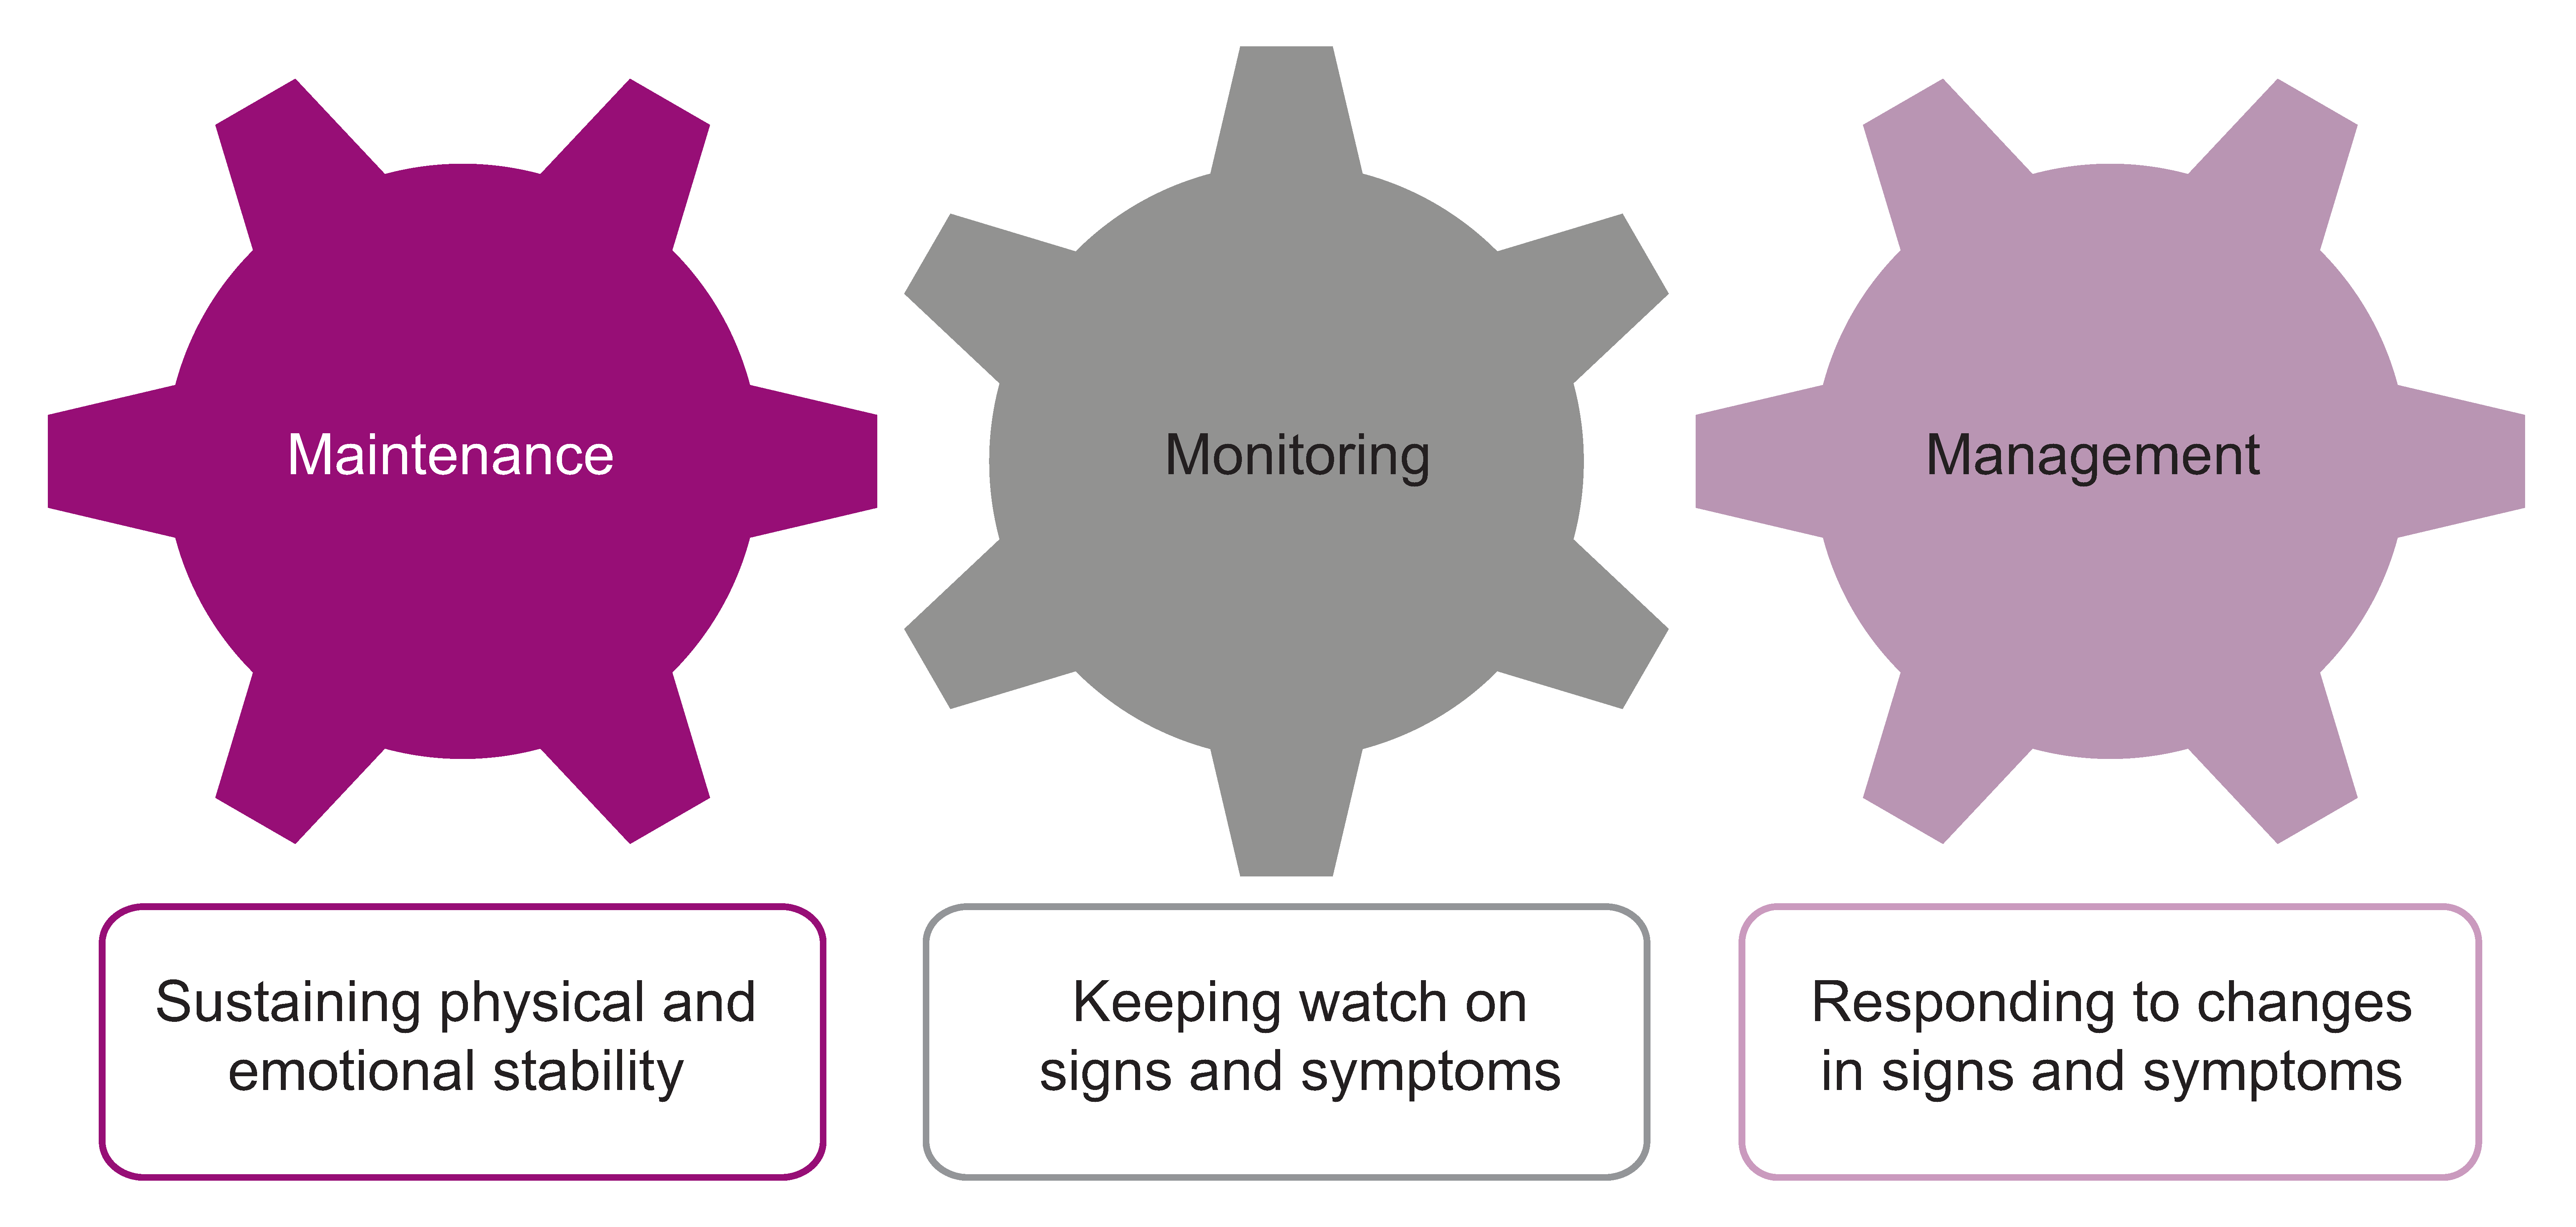 Maintenance
Monitoring
Management
Sustaining physical and
emotional stability
Keeping watch on
signs and symptoms
Responding to changes
in signs and symptoms